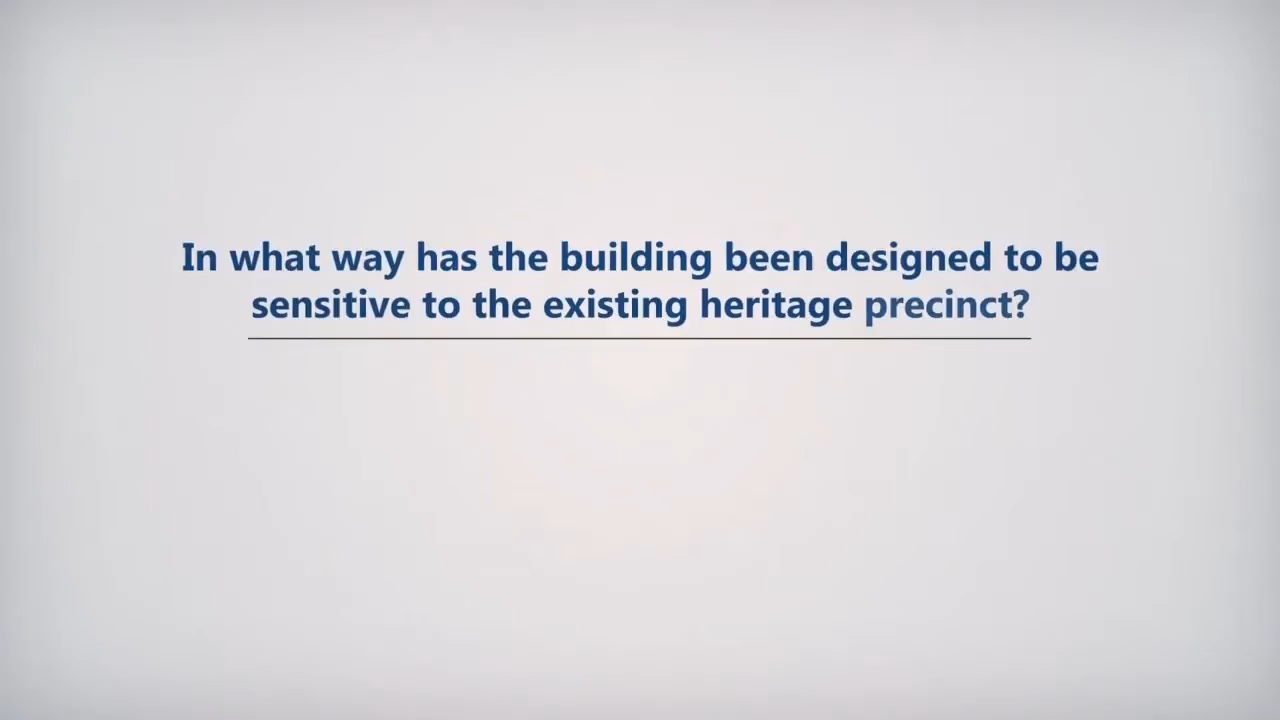 In what way has the building been designed to be
sensitive to the existing heritage precinct?